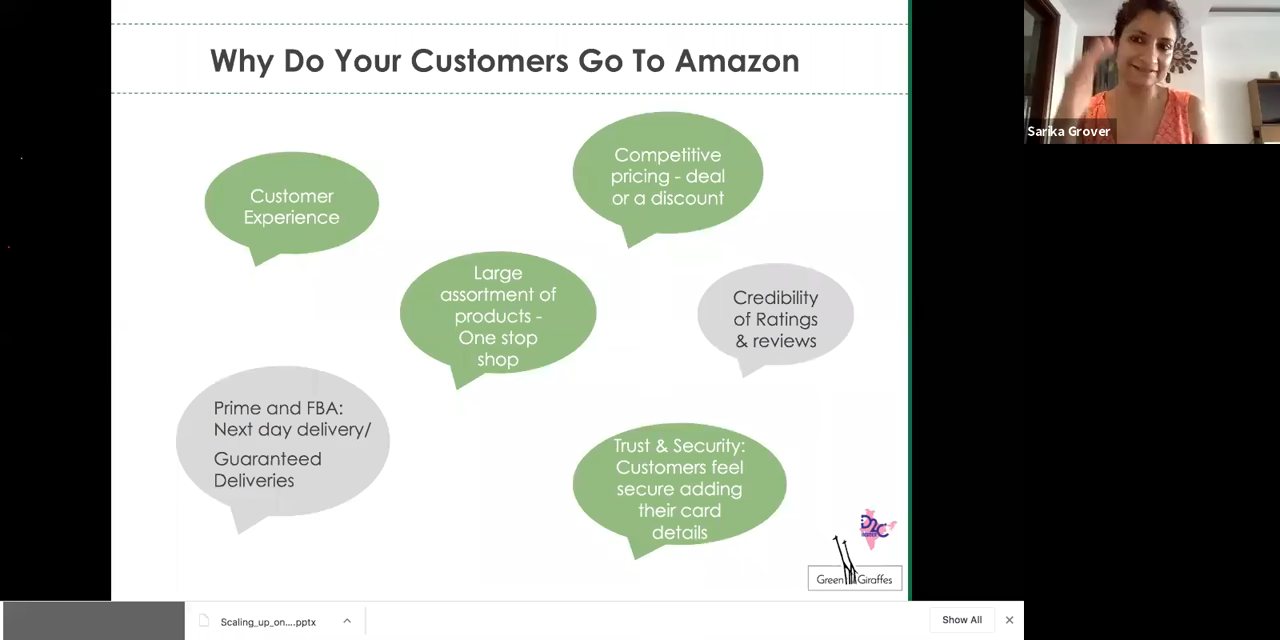 Why Do Your Customers Go To Amazon
Sarika Grover
Customer
Experience
Competitive
pricing - deal
or a discount
Large
assortment of
products -
One stop
shop
Credibility
of Ratings
& reviews
Prime and FBA:
Next day delivery/
Guaranteed
Deliveries
Trust & Security:
Customers feel
secure adding
their card
details
D2C
Green Giraffes
Scaling_up_on....pptx
Show All